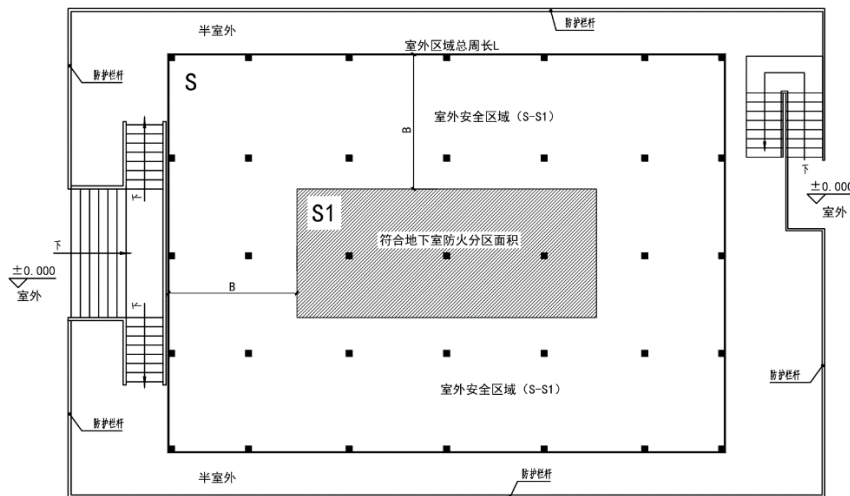 半室外
防护栏杆
室外区域总周长L
防护栏杆
S
室外安全区域（S-S1）
B
下
下
±0.000
室外
S1
符合地下室防火分区面积
下
±0.000
室外
B
下
防护栏杆
室外安全区域（S-S1）
防护栏杆
半室外
防护栏杆